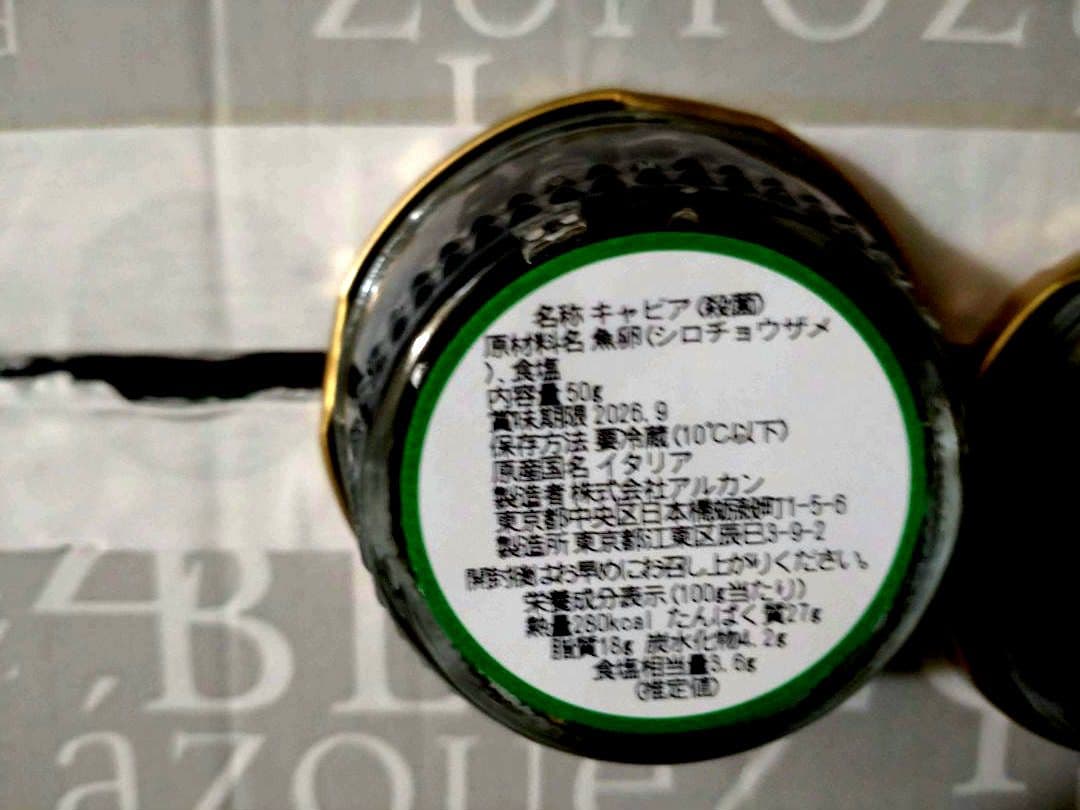 ZUNOZ
L
名称 キャビア (殺菌)
原材料名 魚卵(シロチョウザメ
)、食塩
内容量 50g
賞味期限 2026.9
保存方法 要冷蔵(10℃以下)
原産国名 イタリア
製造者 株式会社アルカン
東京都中央区日本橋蛎殻町1-5-6
製造所 東京都江東区辰巳3-9-2
開封後はお早めにお召し上がりください。
栄養成分表示(100g当たり)
熱量280kcal たんぱく質27g
脂質18g 炭水化物4.2g
食塩相当量3.6g
(推定値)